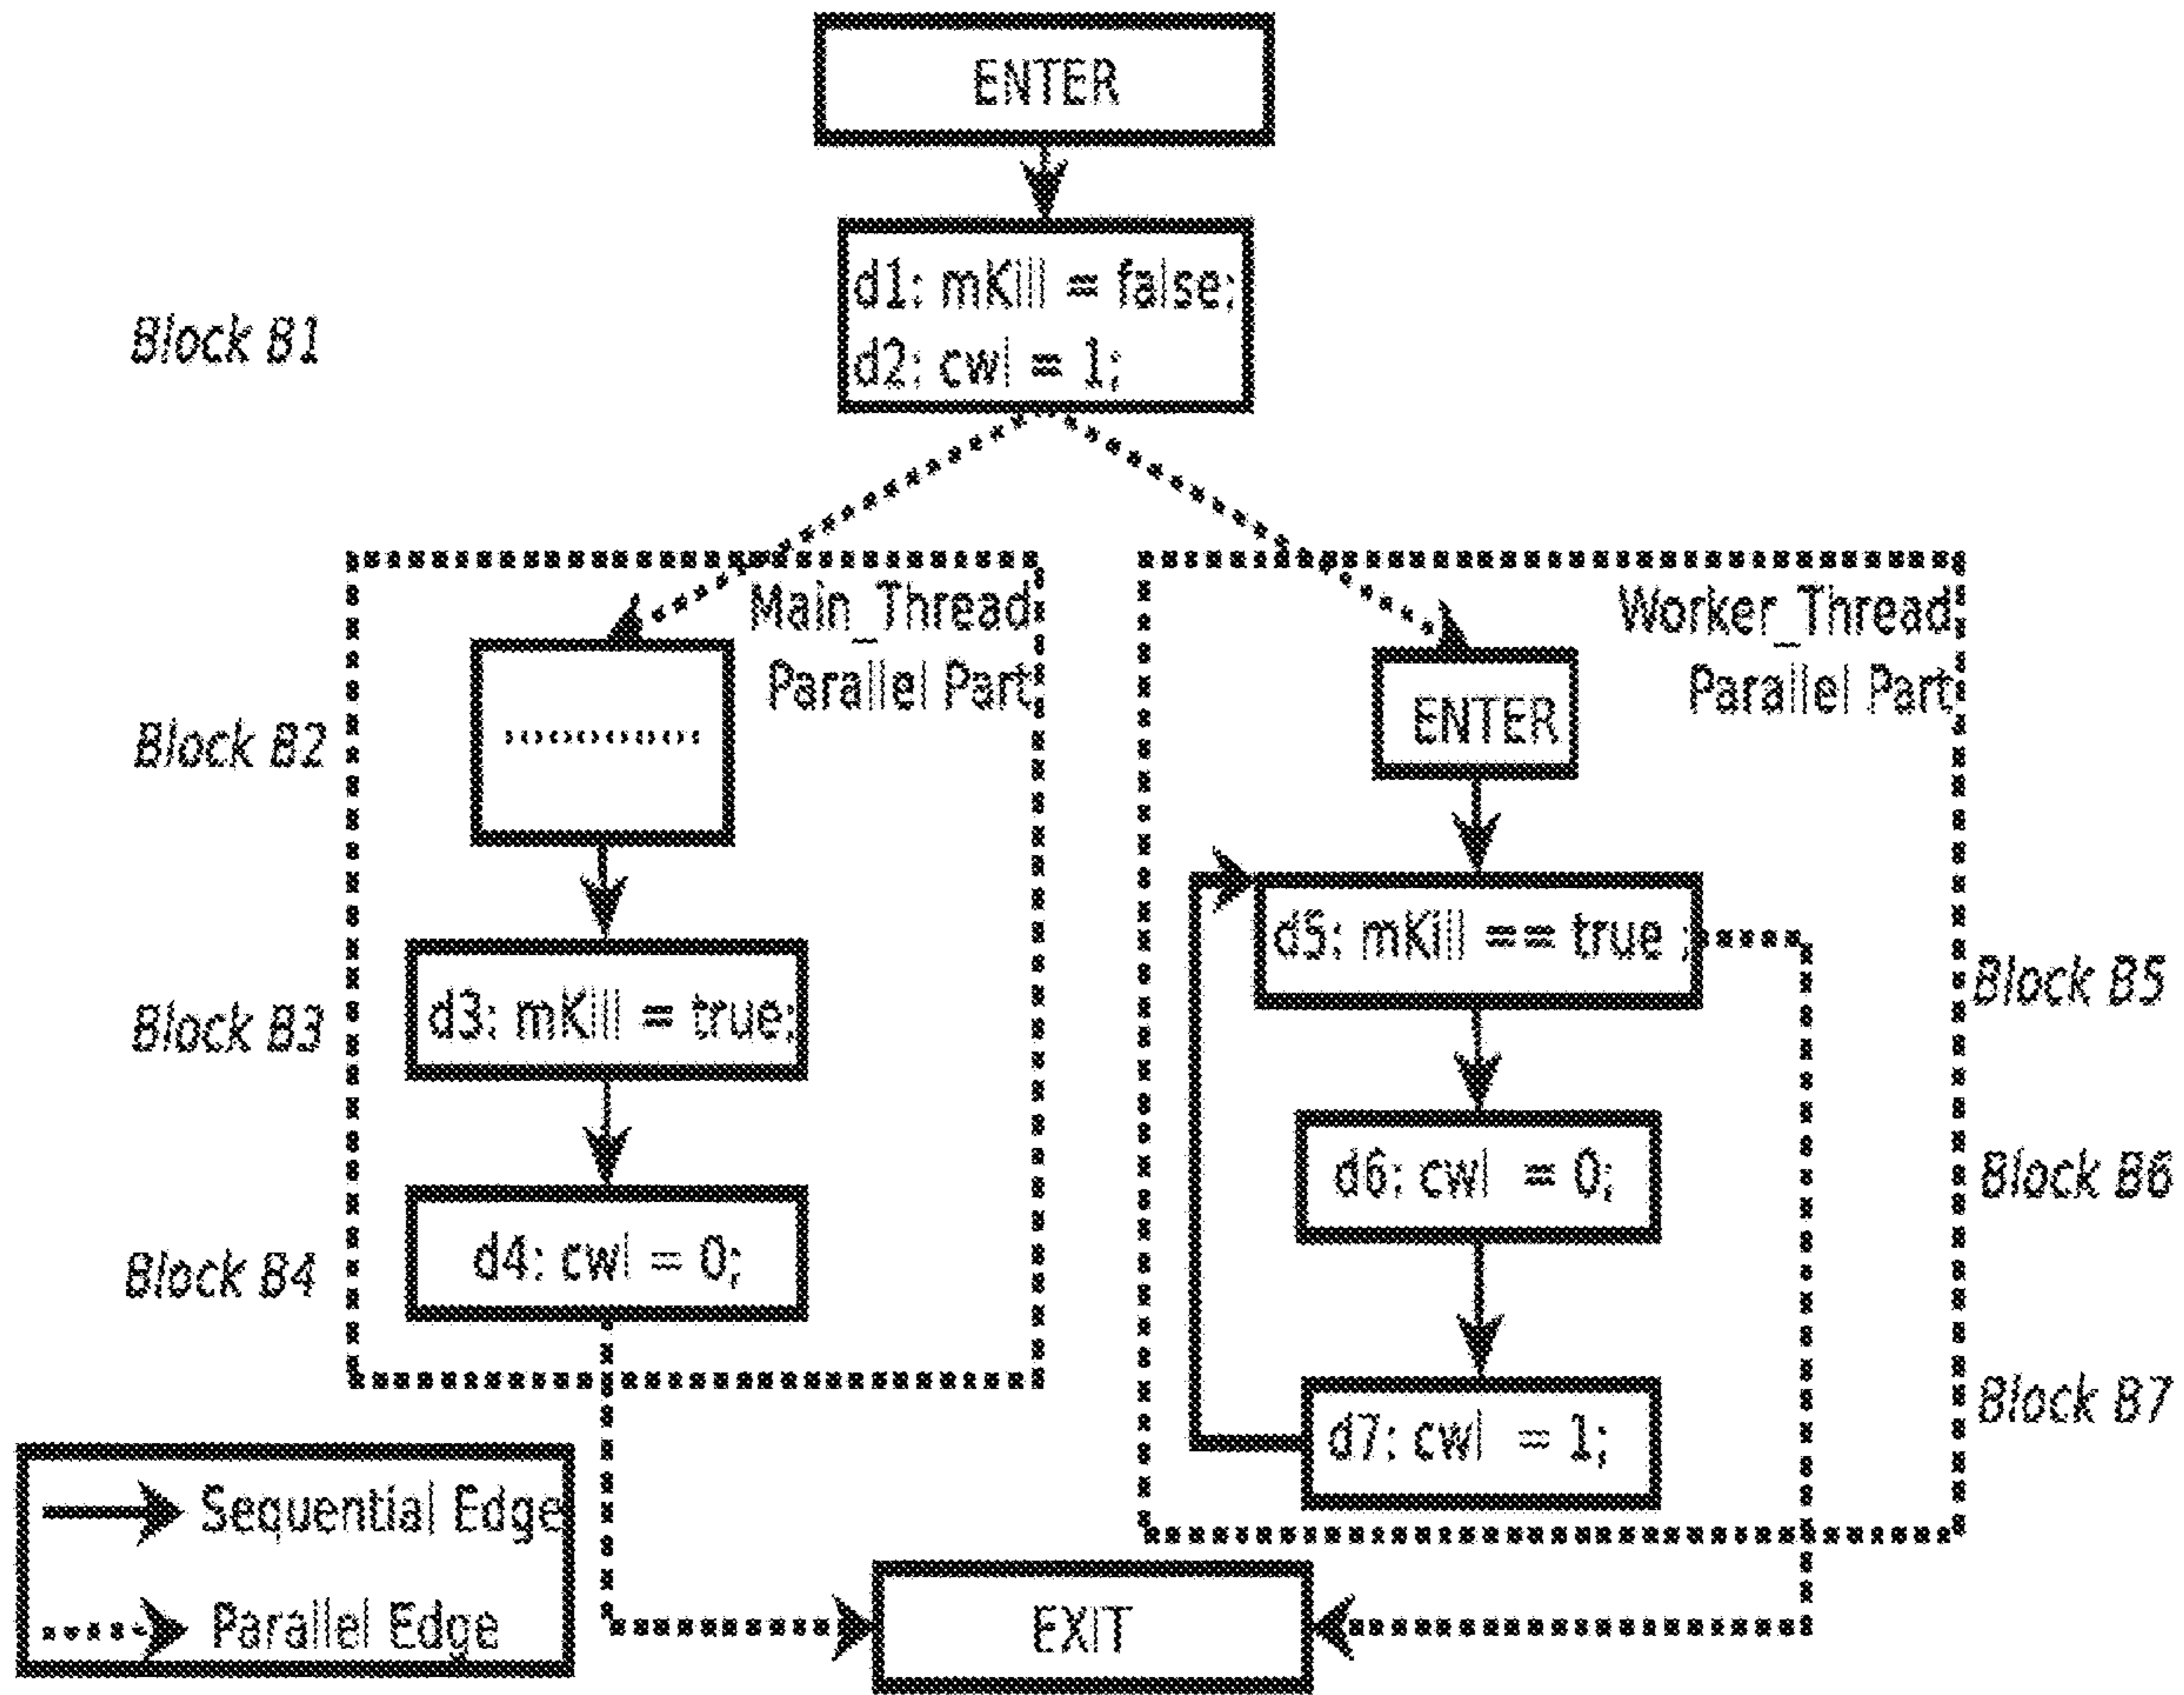 ENTER
Block B1
d1: mKill = false;
d2: cwl = 1;
Main_Thread
Parallel Part
Worker_Thread
Parallel Part
Block B2
............
ENTER
Block B3
d3: mKill = true;
d5: mKill == true ;
Block B5
Block B4
d4: cwl = 0;
d6: cwl = 0;
Block B6
d7: cwl = 1;
Block B7
Sequential Edge
Parallel Edge
EXIT